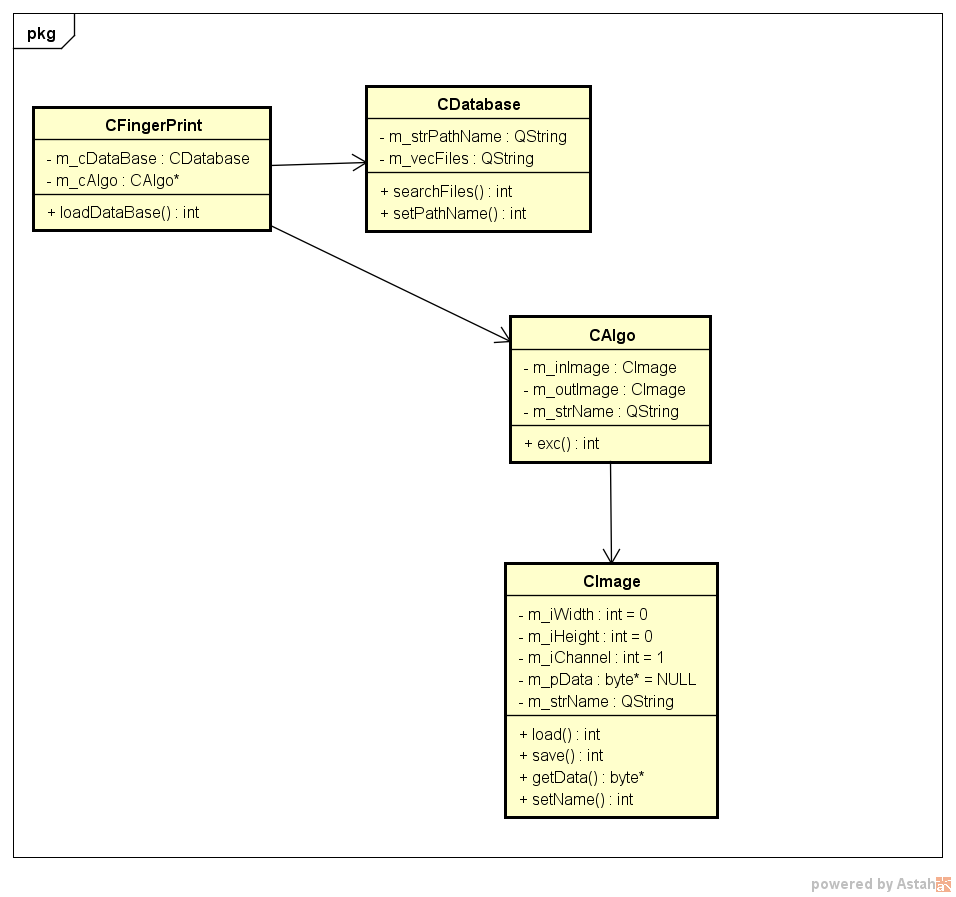 pkg
CFingerPrint
- m_cDataBase : CDatabase
- m_cAlgo : CAlgo*
+ loadDataBase() : int
CDatabase
- m_strPathName : QString
- m_vecFiles : QString
+ searchFiles() : int
+ setPathName() : int
CAlgo
- m_inImage : CImage
- m_outImage : CImage
- m_strName : QString
+ exc() : int
CImage
- m_iWidth : int = 0
- m_iHeight : int = 0
- m_iChannel : int = 1
- m_pData : byte* = NULL
- m_strName : QString
+ load() : int
+ save() : int
+ getData() : byte*
+ setName() : int
powered by Astah